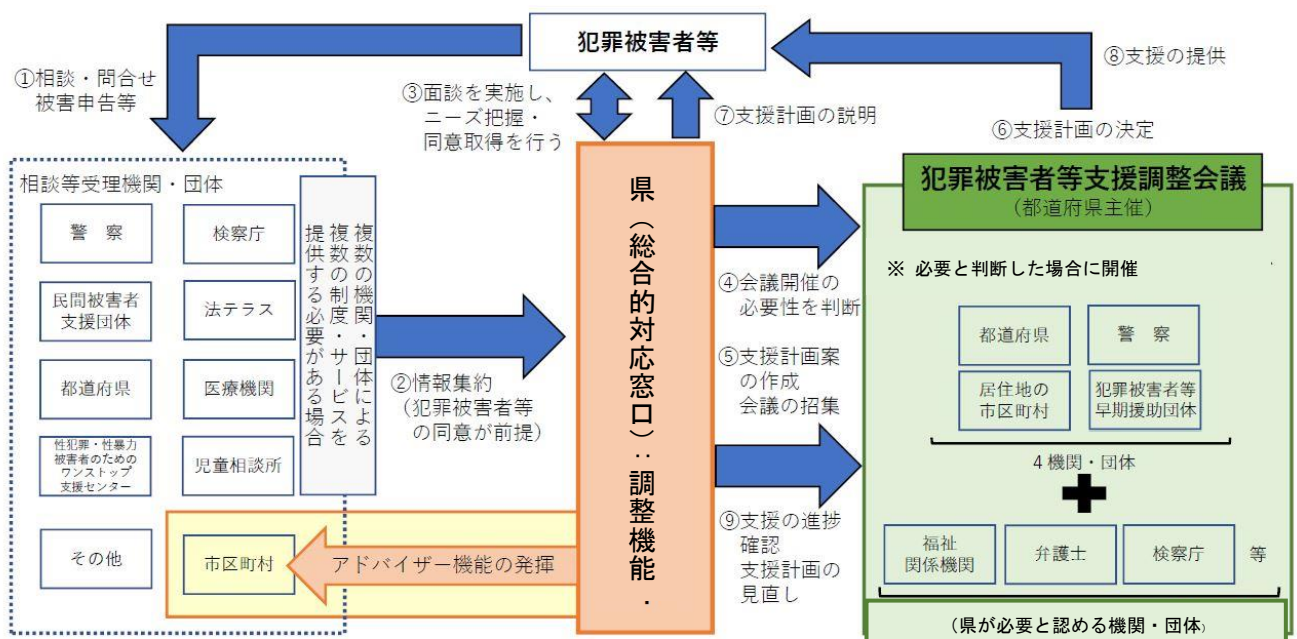 犯罪被害者等
①相談・問合せ
被害申告等
③面談を実施し、
ニーズ把握・
同意取得を行う
⑦支援計画の説明
⑧支援の提供
⑥支援計画の決定
相談等受理機関・団体
警 察
検察庁
民間被害者
支援団体
法テラス
都道府県
医療機関
性犯罪・性暴力
被害者のための
ワンストップ
支援センター
児童相談所
その他
市区町村
複数の機関・団体による
複数の制度・サービスを
提供する必要がある場合
②情報集約
(犯罪被害者等
の同意が前提)
アドバイザー機能の発揮
県(総合的対応窓口):調整機能.
④会議開催の
必要性を判断
⑤支援計画案
の作成
会議の招集
⑨支援の進捗
確認
支援計画の
見直し
犯罪被害者等支援調整会議
(都道府県主催)
※ 必要と判断した場合に開催
都道府県
警 察
居住地の
市区町村
犯罪被害者等
早期援助団体
4機関・団体
福祉
関係機関
弁護士
検察庁
等
(県が必要と認める機関・団体)